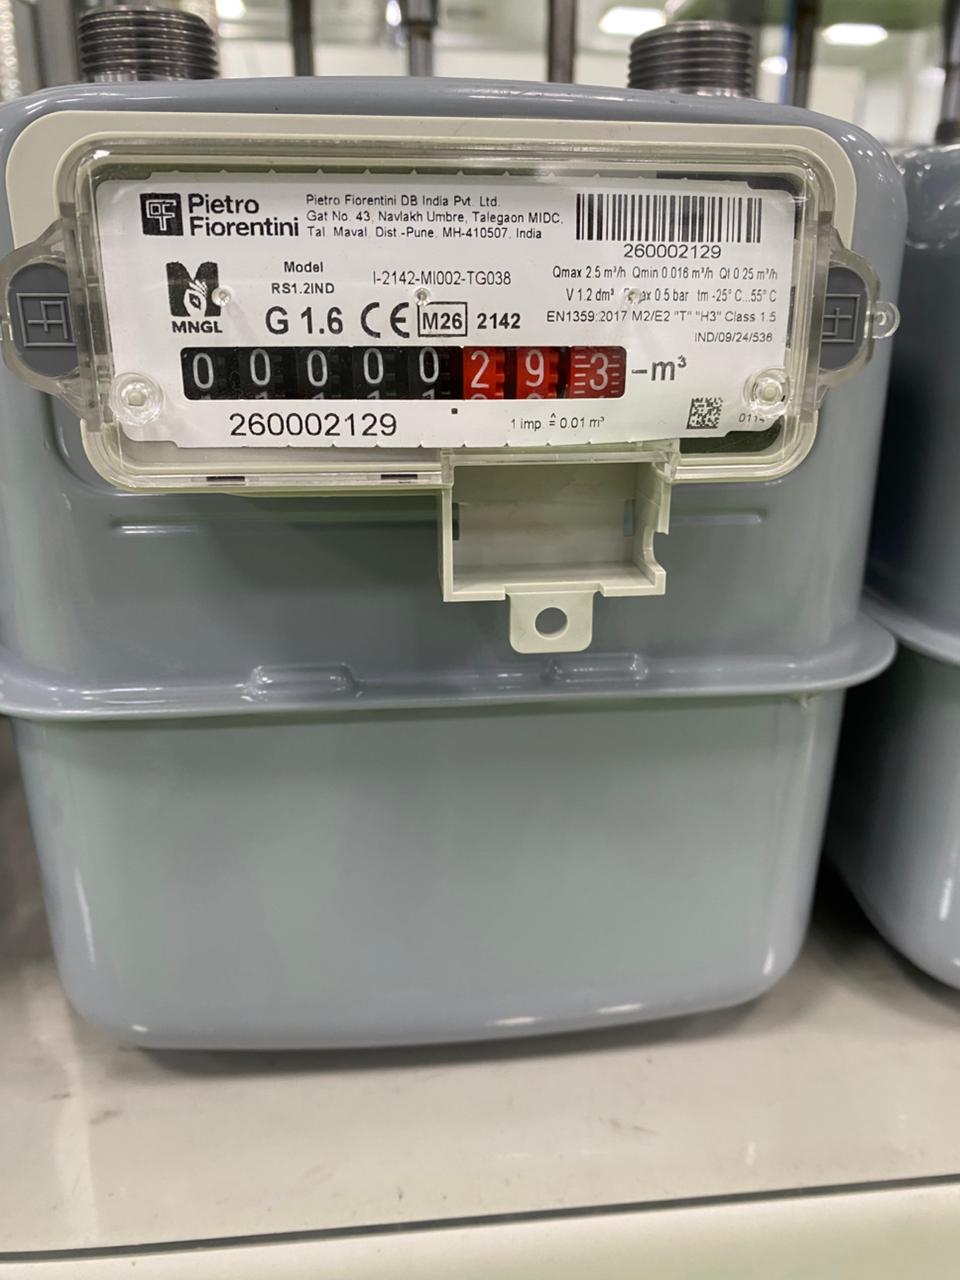 Pietro
Fiorentini
Pietro Fiorentini DB India Pvt. Ltd.
Gat No. 43, Navlakh Umbre, Talegaon MIDC,
Tal. Maval, Dist.-Pune, MH-410507, India
260002129
MNGL
Model
RS1.2IND
I-2142-MI002-TG038
G 1.6 CE M26 2142
Qmax 2.5 m³/h Qmin 0.016 m³/h Qt 0.25 m³/h
V 1.2 dm³ 0.5 bar tm -25° C...55° C
EN1359:2017 M2/E2 "T" "H3" Class 1.5
IND/09/24/536
0 0 0 0 0 2 9 3 m³
260002129
1 imp. ≙ 0.01 m³